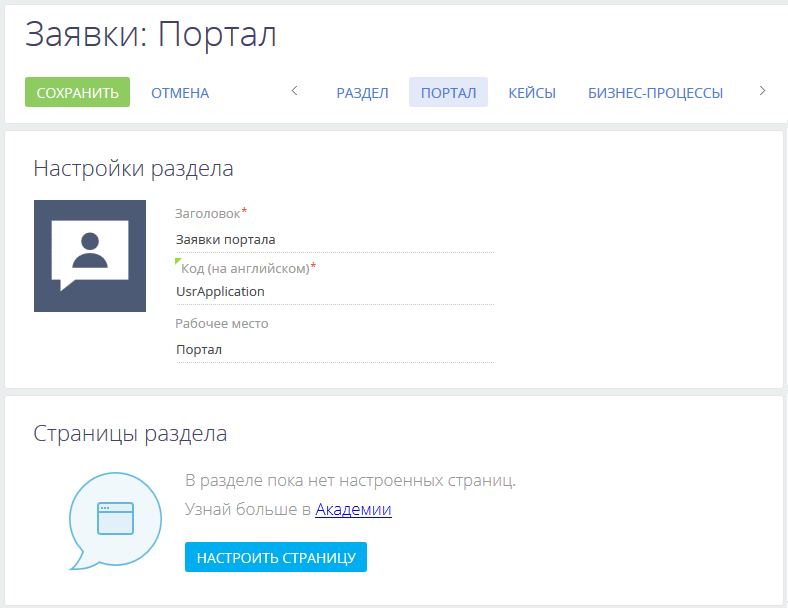 Заявки: Портал
СОХРАНИТЬ ОТМЕНА РАЗДЕЛ ПОРТАЛ КЕЙСЫ БИЗНЕС-ПРОЦЕССЫ
Настройки раздела
Заголовок*
Заявки портала
Код (на английском)*
UsrApplication
Рабочее место
Портал
Страницы раздела
В разделе пока нет настроенных страниц.
Узнай больше в Академии
НАСТРОИТЬ СТРАНИЦУ